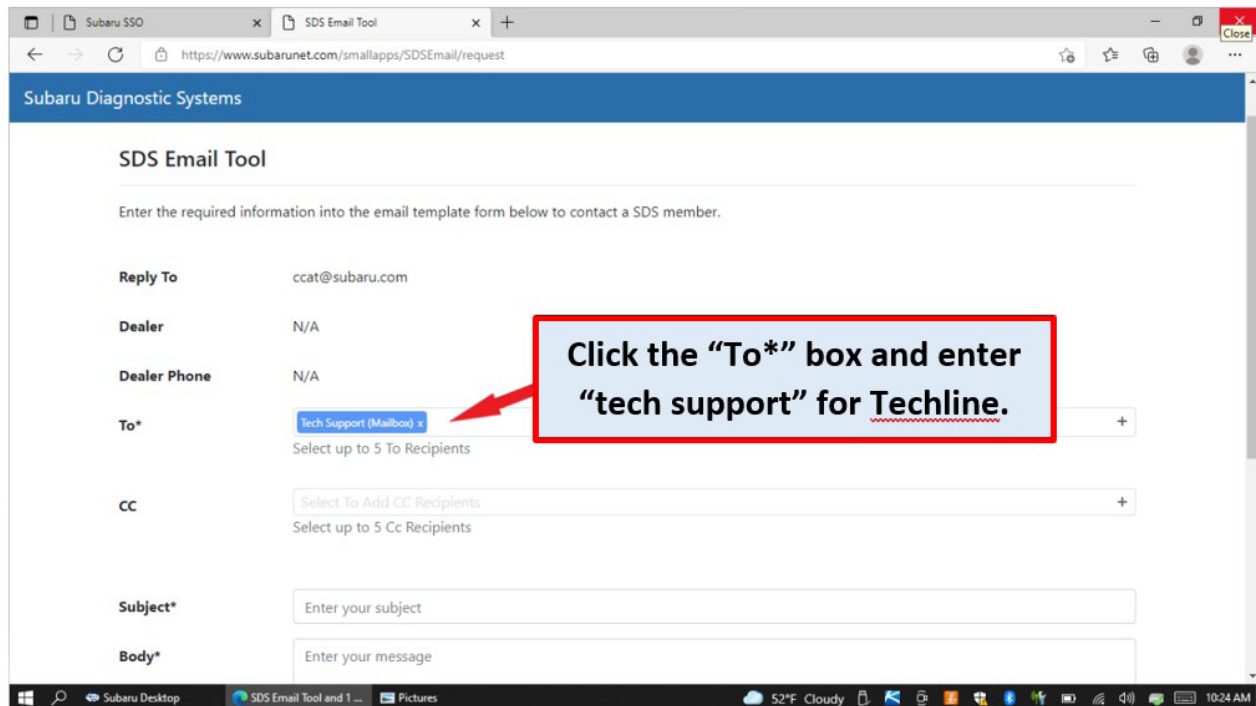 Subaru SSO
SDS Email Tool
Close
https://www.subarunet.com/smallapps/SDSEmail/request
Subaru Diagnostic Systems
SDS Email Tool
Enter the required information into the email template form below to contact a SDS member.
Reply To ccat@subaru.com
Dealer N/A
Dealer Phone N/A
Click the “To*” box and enter
“tech support” for Techline.
To* Tech Support (Mailbox) x +
Select up to 5 To Recipients
CC Select To Add CC Recipients +
Select up to 5 Cc Recipients
Subject* Enter your subject
Body* Enter your message
Subaru Desktop SDS Email Tool and 1 ... Pictures 52°F Cloudy 10:24 AM